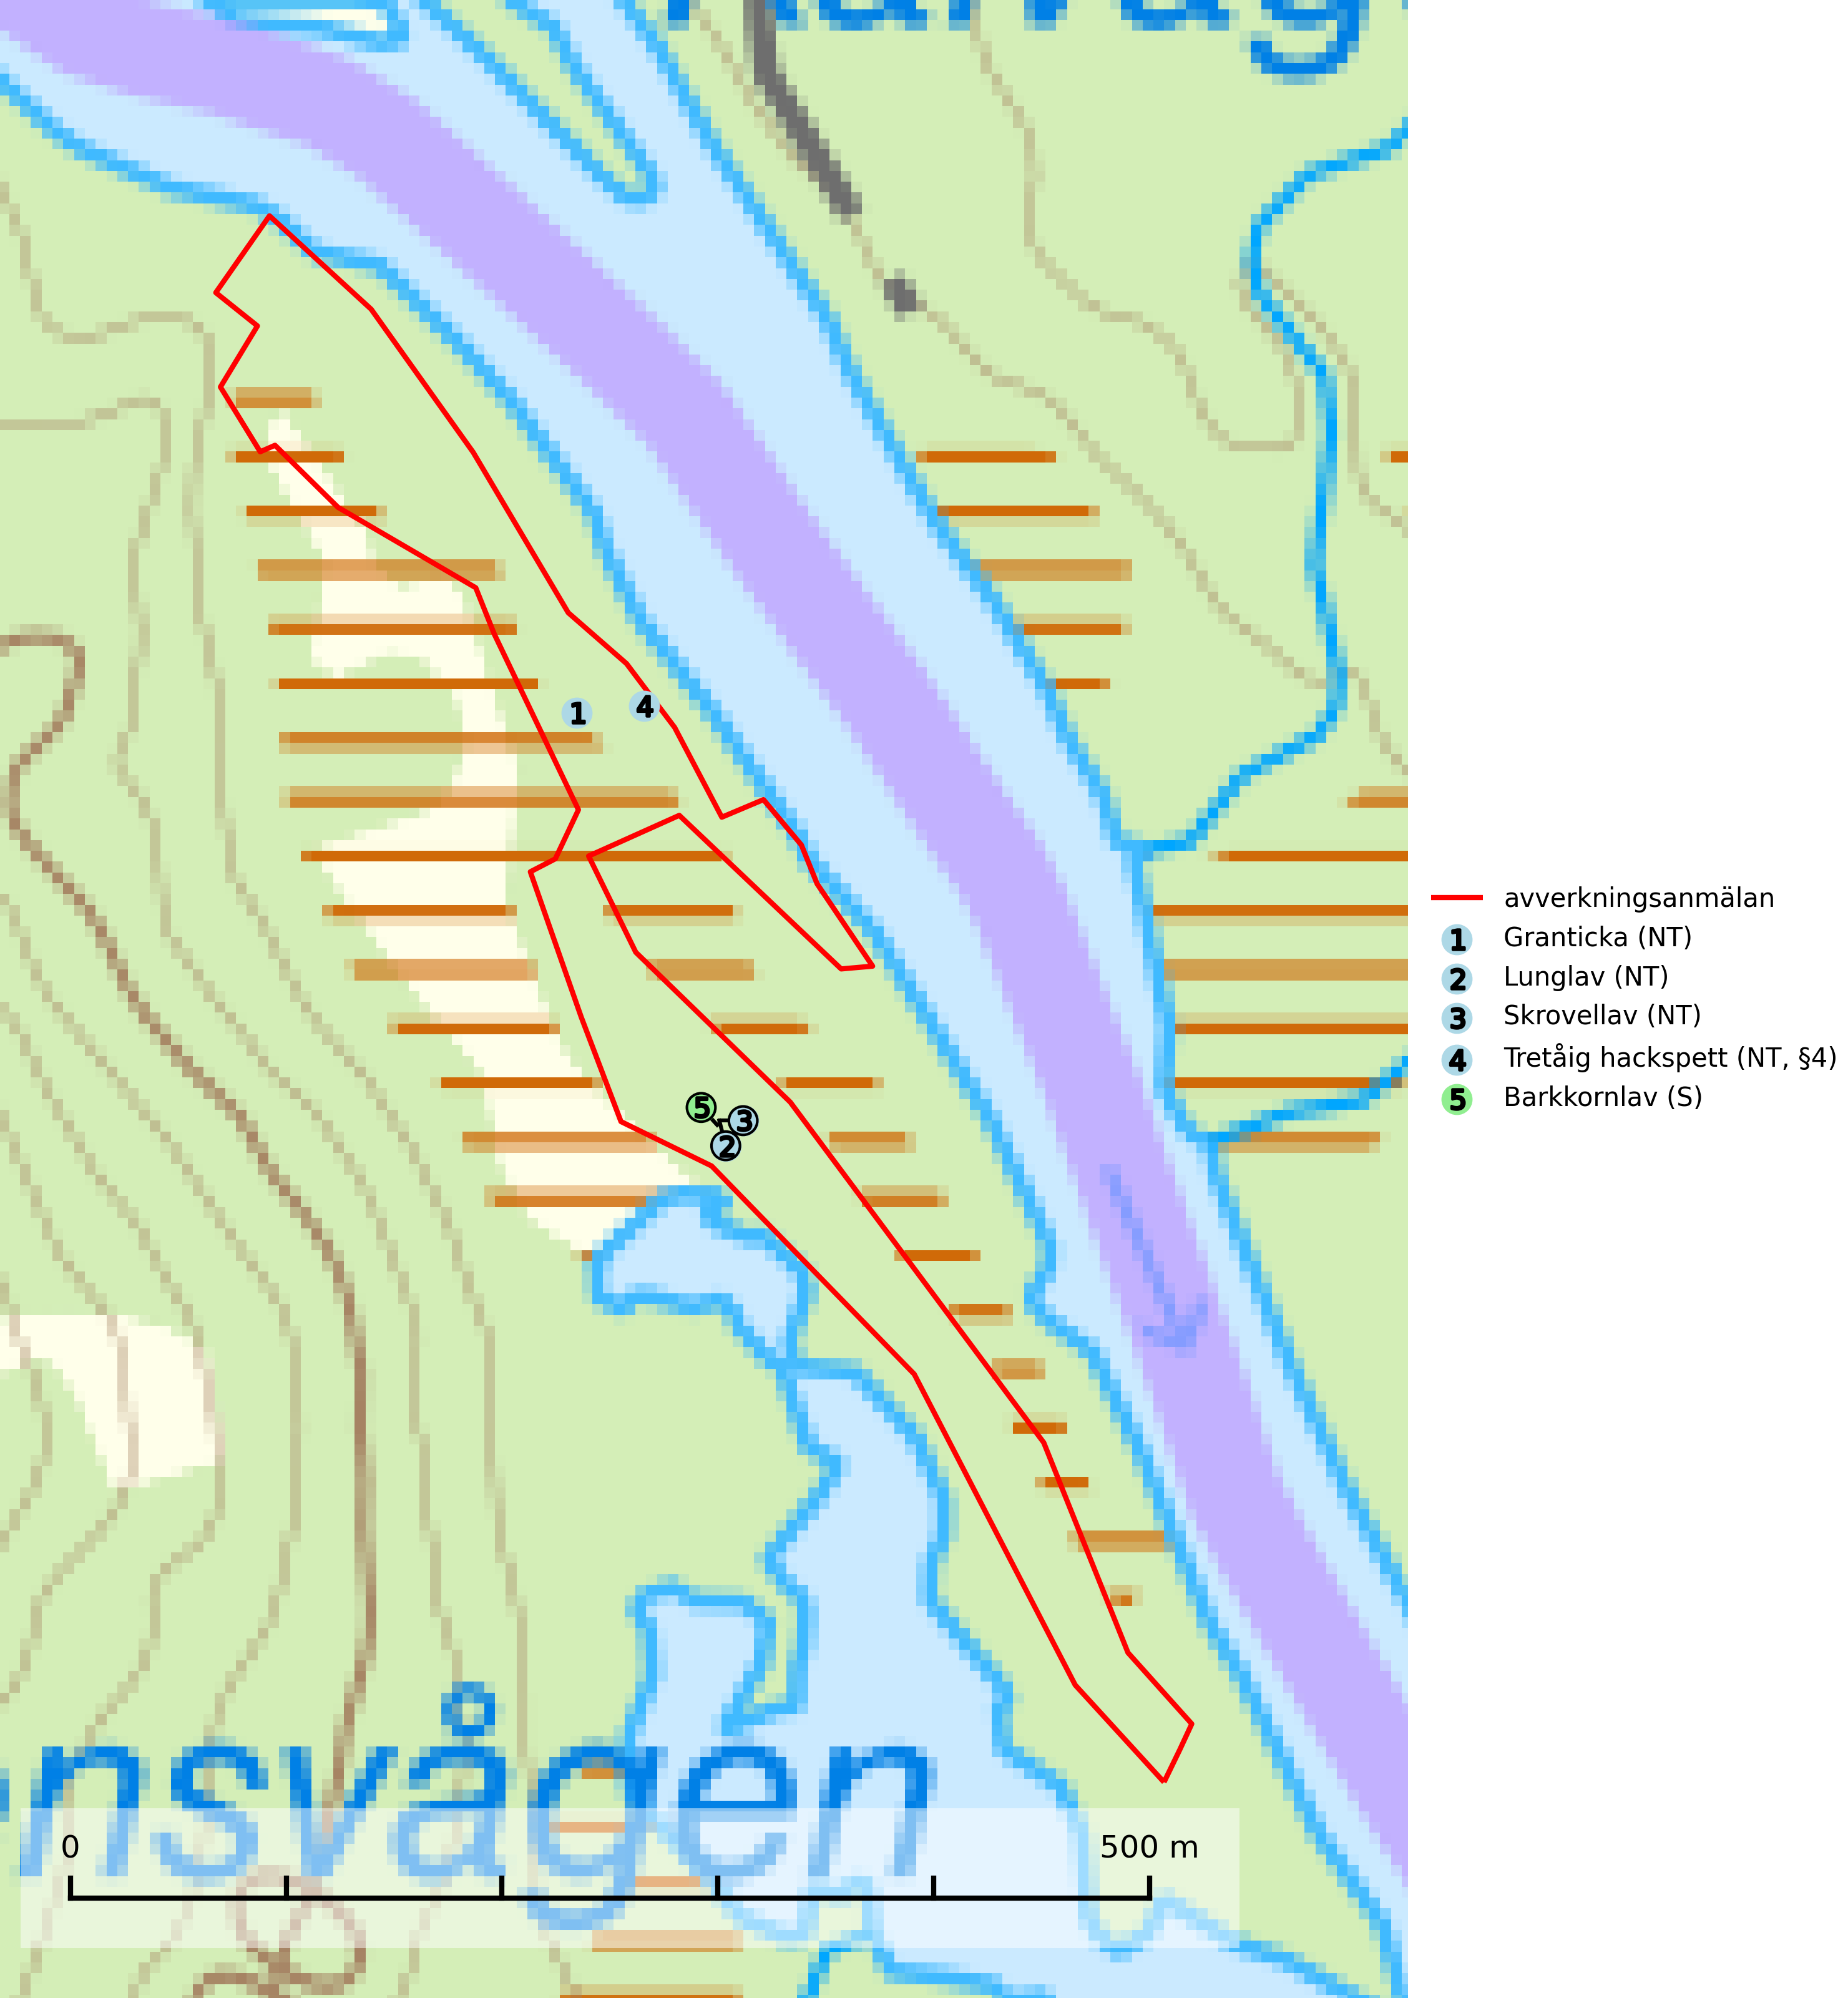 1
4
5
3
2
nsvågen
0
500 m
avverkningsanmälan
1 Granticka (NT)
2 Lunglav (NT)
3 Skrovellav (NT)
4 Tretåig hackspett (NT, §4)
5 Barkkornlav (S)